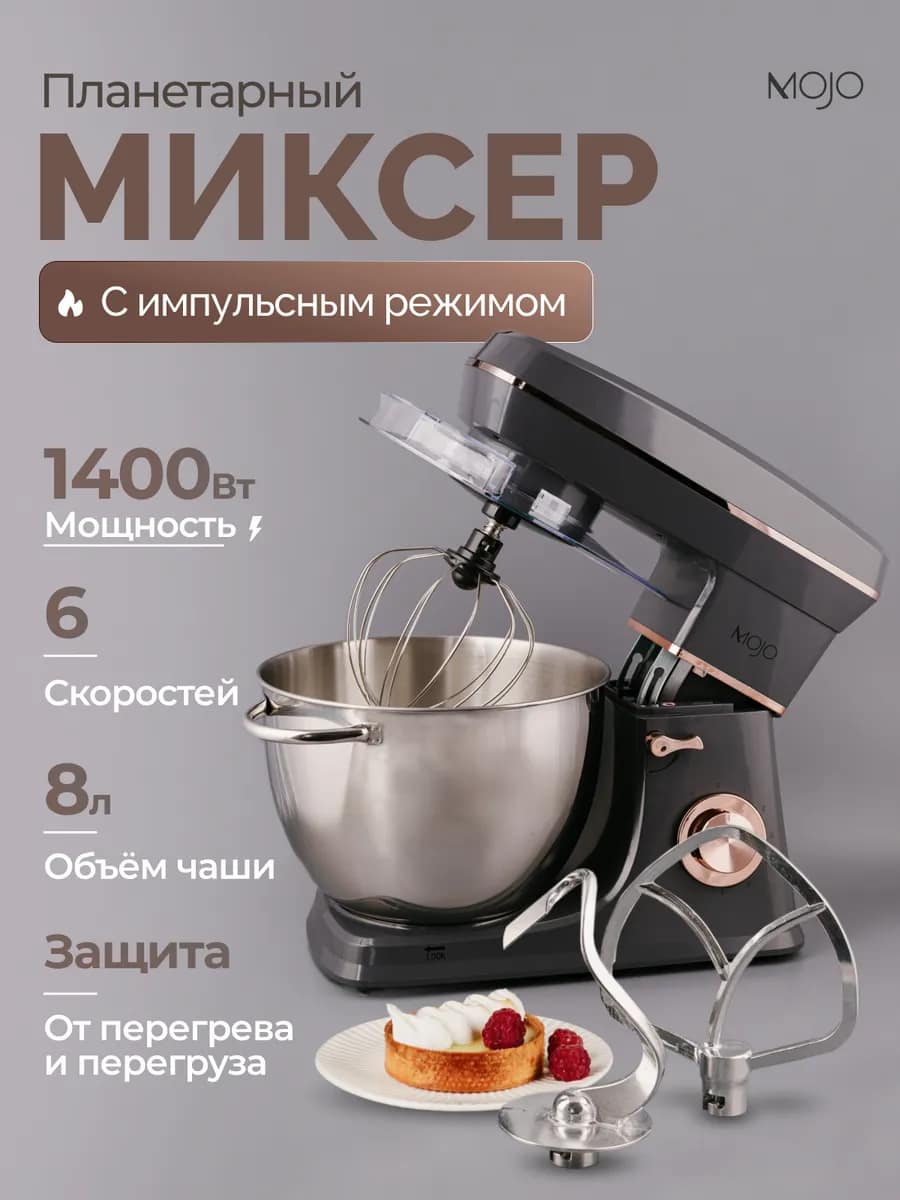 Планетарный
MOJO
МИКСЕР
С импульсным режимом
1400Вт
Мощность
6
Скоростей
8л
Объём чаши
Защита
От перегрева
и перегруза
MOJO
Lock